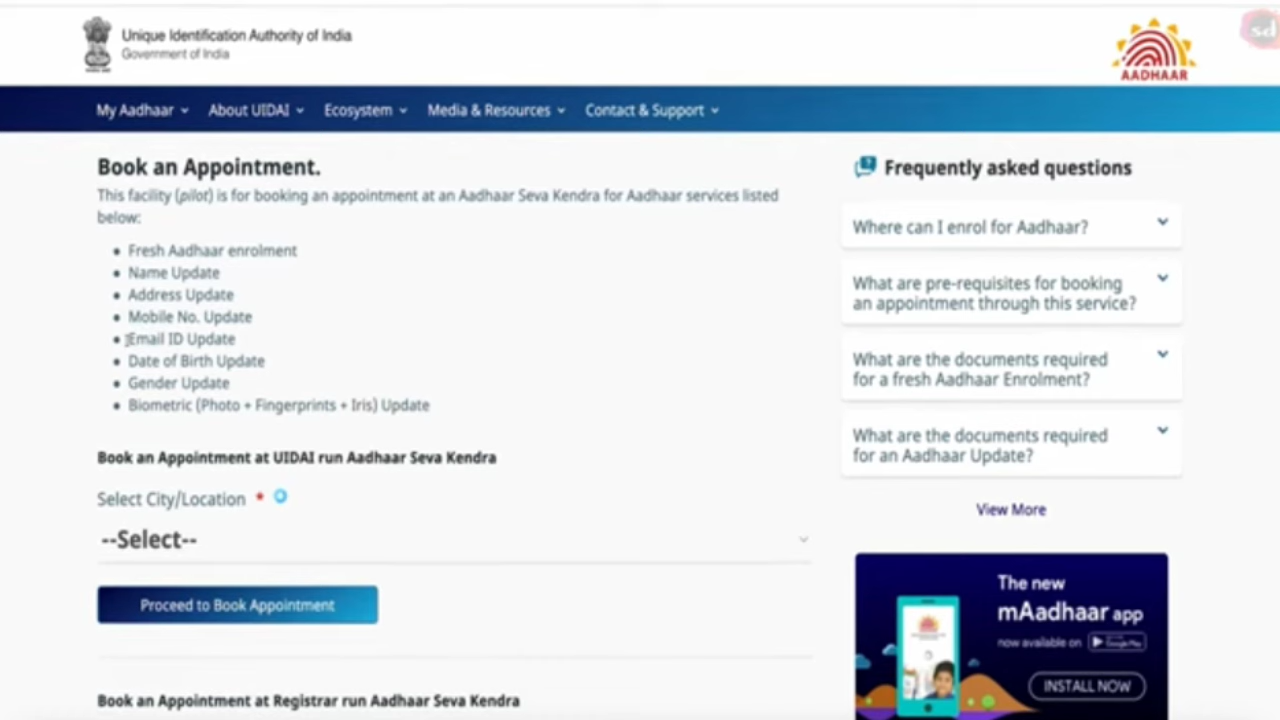 Unique Identification Authority of India
Government of India
AADHAAR
sd
My Aadhaar
About UIDAI
Ecosystem
Media & Resources
Contact & Support
Book an Appointment.
This facility (pilot) is for booking an appointment at an Aadhaar Seva Kendra for Aadhaar services listed
below:
Fresh Aadhaar enrolment
Name Update
Address Update
Mobile No. Update
Email ID Update
Date of Birth Update
Gender Update
Biometric (Photo + Fingerprints + Iris) Update
Book an Appointment at UIDAI run Aadhaar Seva Kendra
Select City/Location *
--Select--
Proceed to Book Appointment
Book an Appointment at Registrar run Aadhaar Seva Kendra
Frequently asked questions
Where can I enrol for Aadhaar?
What are pre-requisites for booking
an appointment through this service?
What are the documents required
for a fresh Aadhaar Enrolment?
What are the documents required
for an Aadhaar Update?
View More
The new
mAadhaar app
now available on Google Play
INSTALL NOW